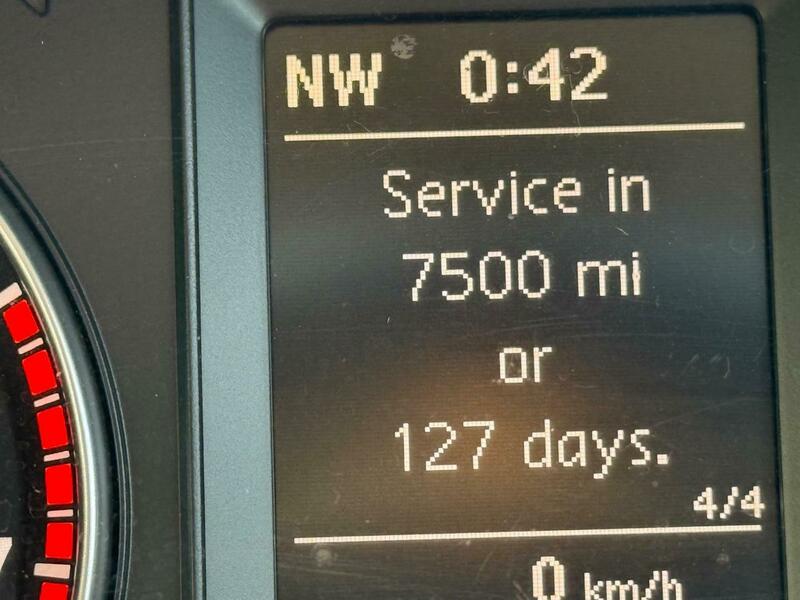 NW 0:42
Service in
7500 mi
or
127 days.
4/4
0 km/h